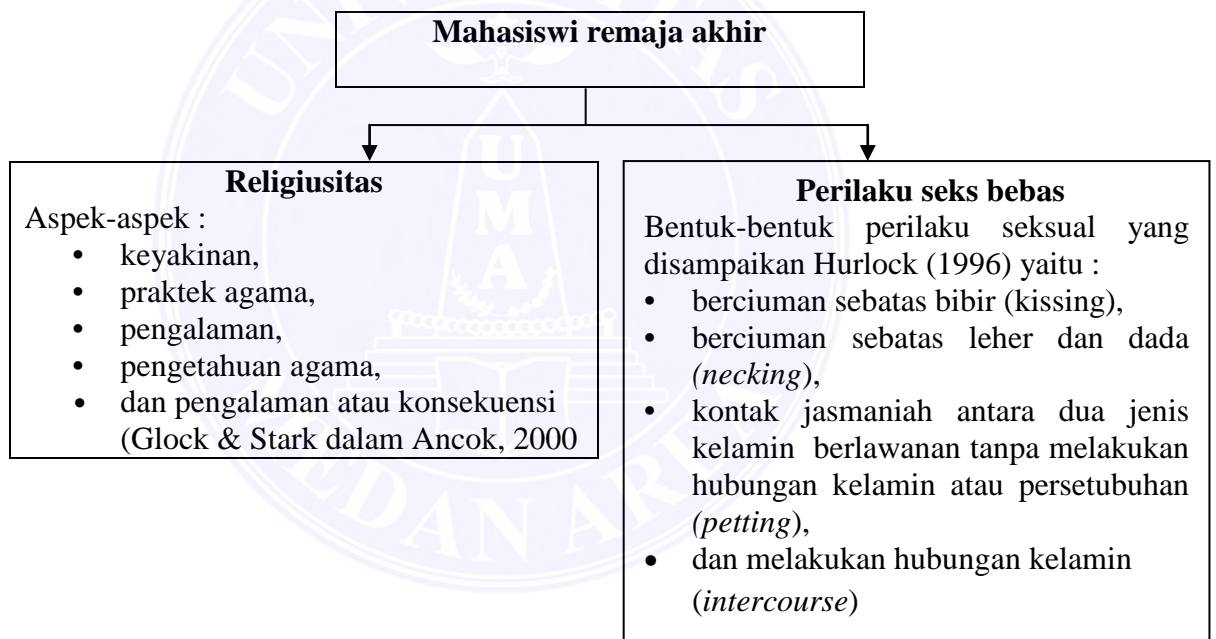 Mahasiswi remaja akhir
Religiusitas
Aspek-aspek :
• keyakinan,
• praktek agama,
• pengalaman,
• pengetahuan agama,
• dan pengalaman atau konsekuensi
(Glock & Stark dalam Ancok, 2000
Perilaku seks bebas
Bentuk-bentuk perilaku seksual yang
disampaikan Hurlock (1996) yaitu :
• berciuman sebatas bibir (kissing),
• berciuman sebatas leher dan dada
(necking),
• kontak jasmaniah antara dua jenis
kelamin berlawanan tanpa melakukan
hubungan kelamin atau persetubuhan
(petting),
• dan melakukan hubungan kelamin
(intercourse)
UMA